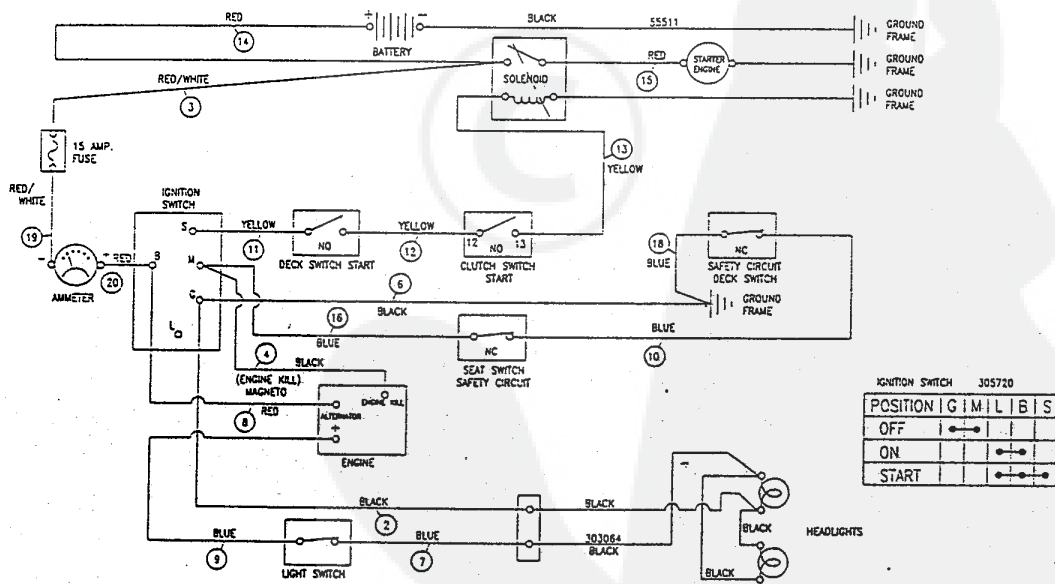 RED
14
+
-
BATTERY
BLACK
55511
GROUND
FRAME
RED/WHITE
3
SOLENOID
RED
15
STARTER
ENGINE
GROUND
FRAME
GROUND
FRAME
15 AMP.
FUSE
13
YELLOW
RED/
WHITE
19
IGNITION
SWITCH
S
YELLOW
11
NO
DECK SWITCH START
YELLOW
12
12
13
NO
CLUTCH SWITCH
START
18
BLUE
NC
SAFETY CIRCUIT
DECK SWITCH
-
+
RED
20
AMMETER
B
M
G
L
6
BLACK
GROUND
FRAME
16
BLUE
NC
SEAT SWITCH
SAFETY CIRCUIT
BLUE
10
4
BLACK
(ENGINE KILL)
MAGNETO
RED
8
ALTERNATOR
ENGINE KILL
+
ENGINE
IGNITION SWITCH 305720
POSITION G M L B S
OFF
ON
START
BLACK
2
BLACK
BLACK
HEADLIGHTS
BLUE
9
LIGHT SWITCH
BLUE
7
303064
BLACK
BLACK
©